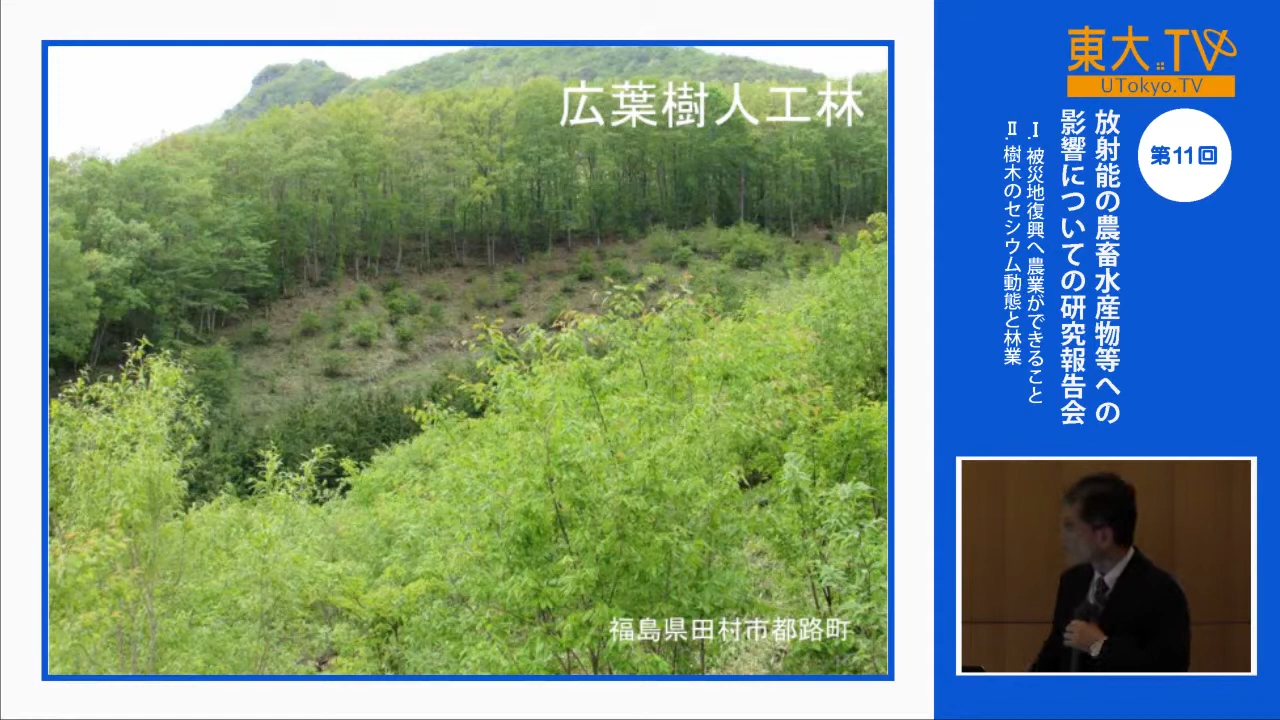 広葉樹人工林
福島県田村市都路町
東大.TV
UTokyo.TV
第11回
放射能の農畜水産物等への
影響についての研究報告会
Ⅰ.被災地復興へ農業ができること
Ⅱ.樹木のセシウム動態と林業